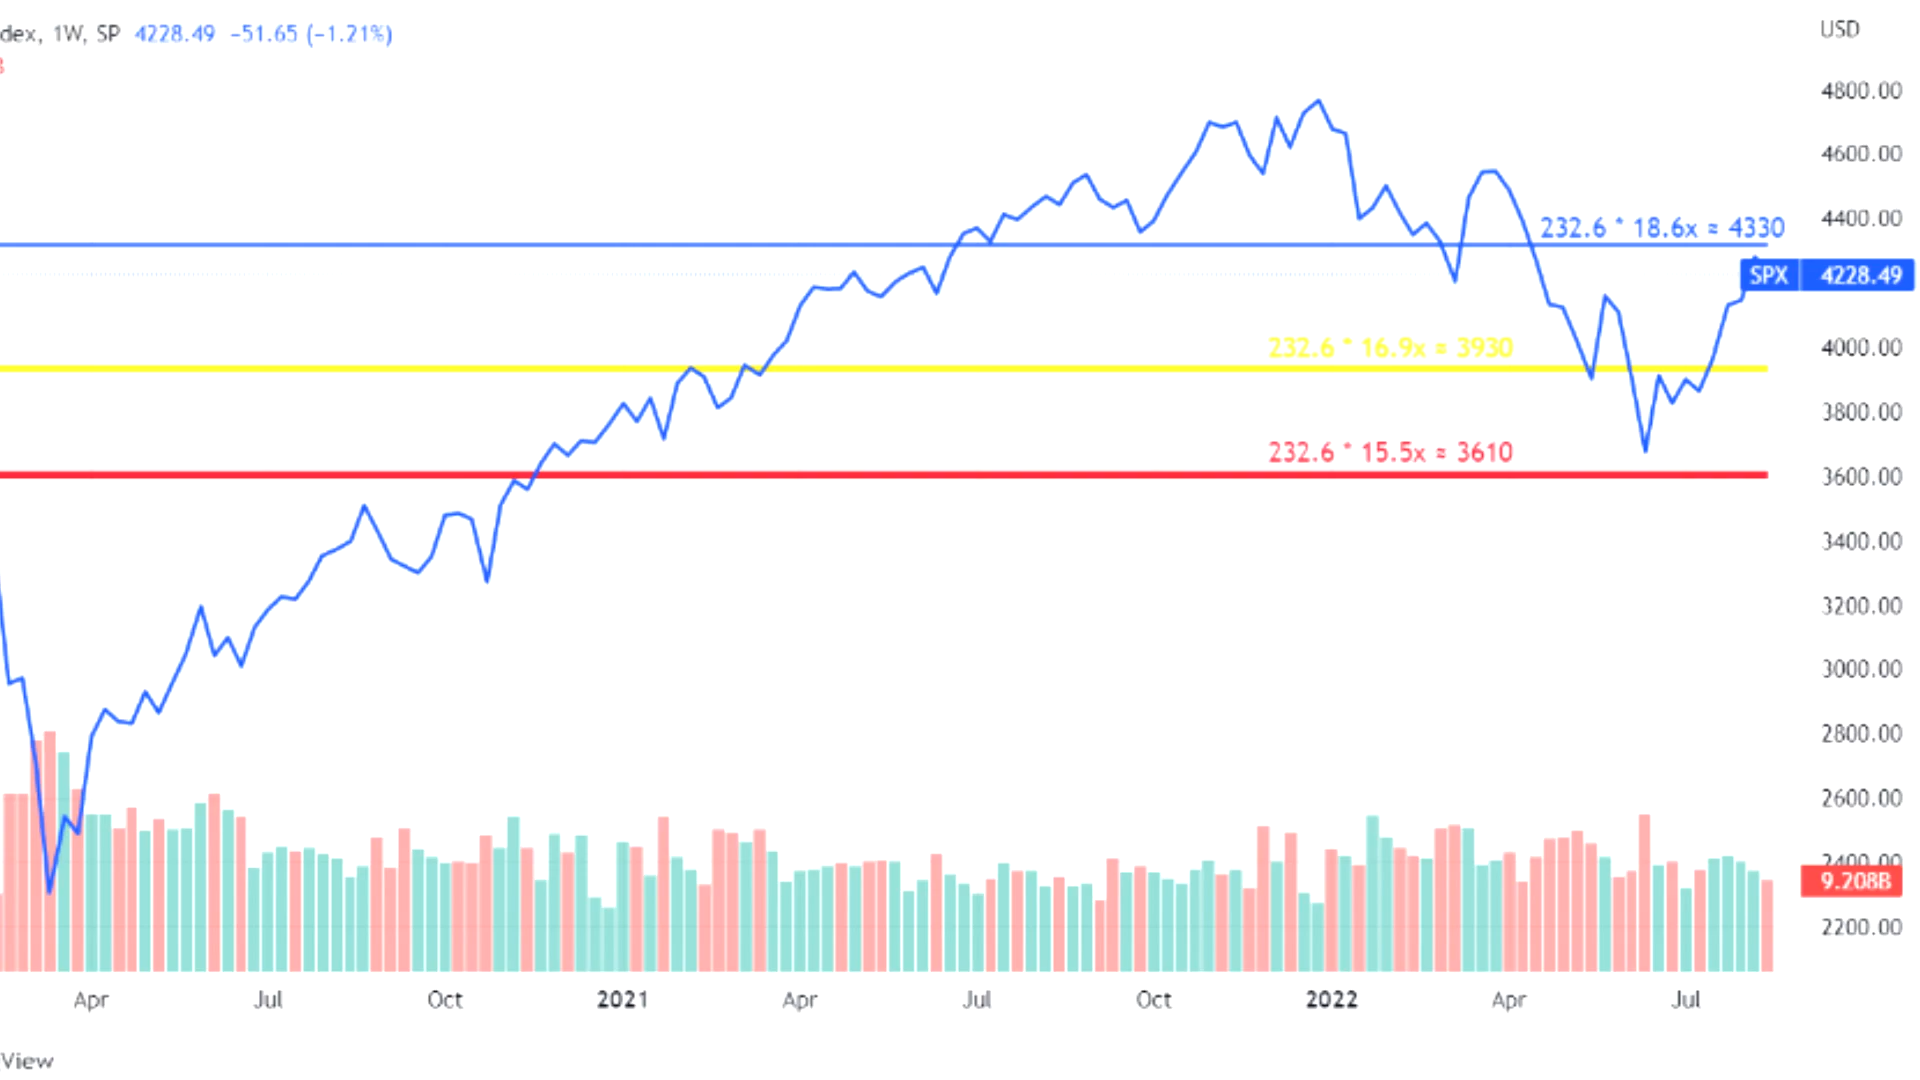 dex, 1W, SP 4228.49 −51.65 (−1.21%)
USD
4800.00
4600.00
4400.00
232.6 * 18.6x ≈ 4330
SPX 4228.49
232.6 * 16.9x ≈ 3930
4000.00
3800.00
232.6 * 15.5x ≈ 3610
3600.00
3400.00
3200.00
3000.00
2800.00
2600.00
2400.00
9.208B
2200.00
Apr Jul Oct 2021 Apr Jul Oct 2022 Apr Jul
View